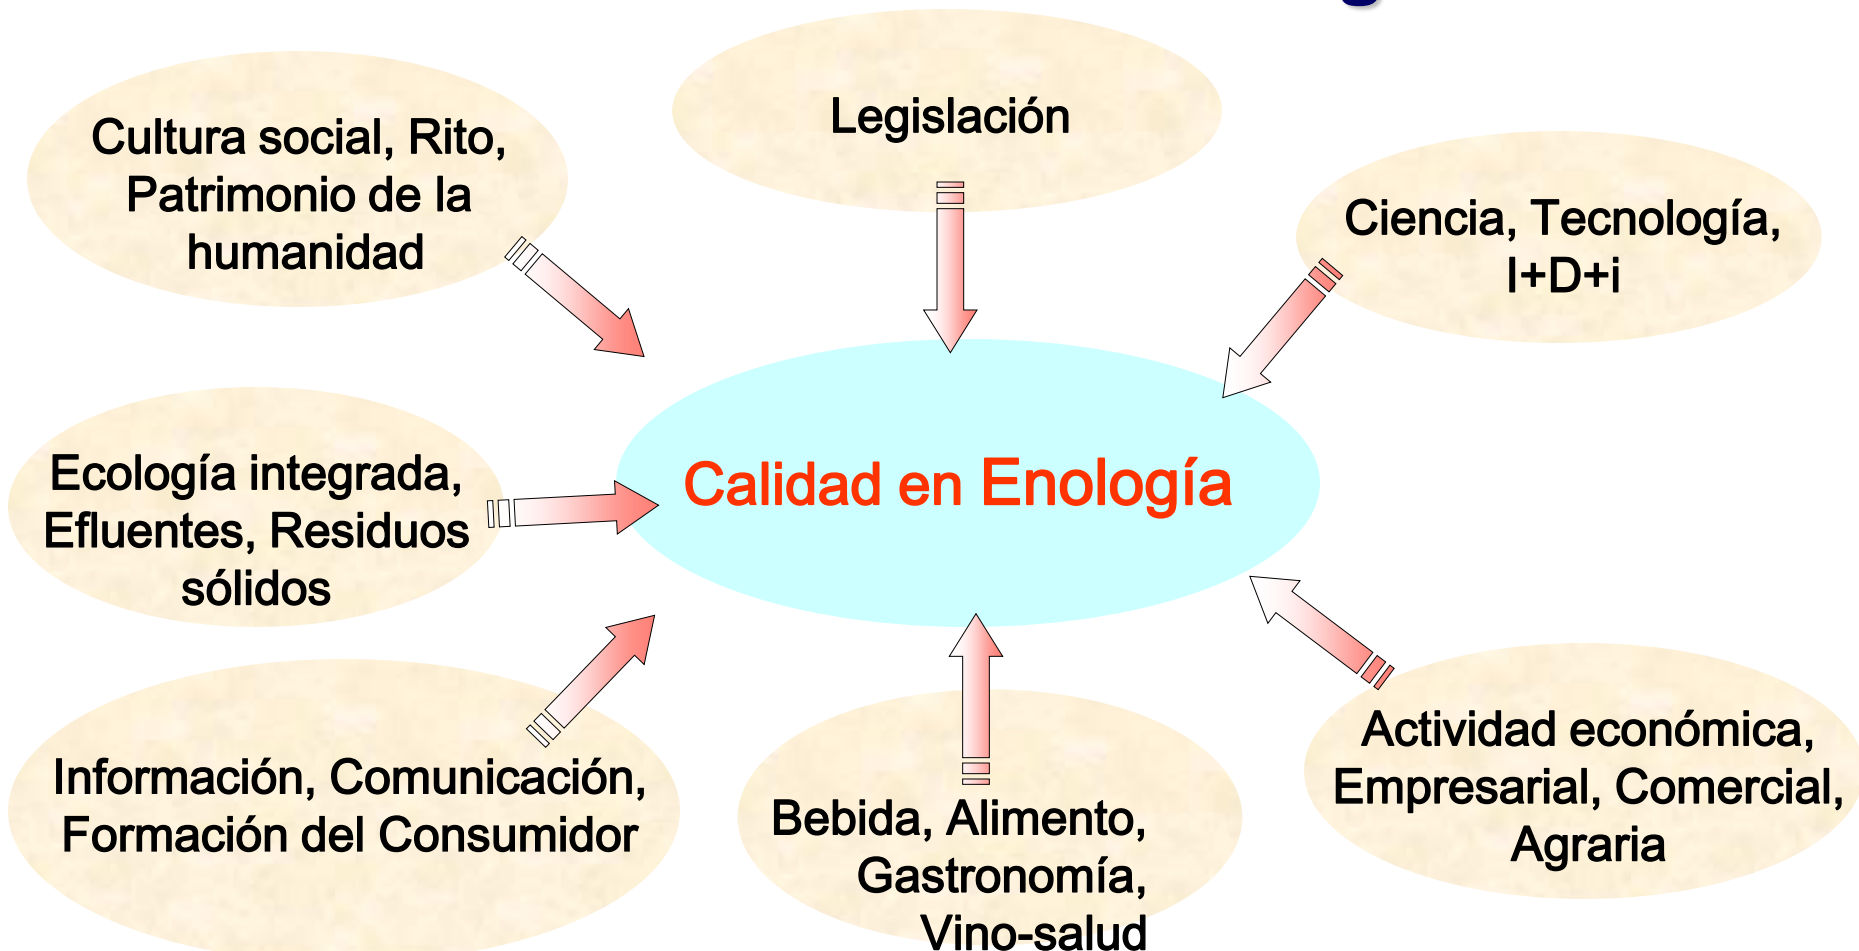 Legislación
Cultura social, Rito,
Patrimonio de la
humanidad
Ciencia, Tecnología,
I+D+i
Calidad en Enología
Ecología integrada,
Efluentes, Residuos
sólidos
Información, Comunicación,
Formación del Consumidor
Bebida, Alimento,
Gastronomía,
Vino-salud
Actividad económica,
Empresarial, Comercial,
Agraria